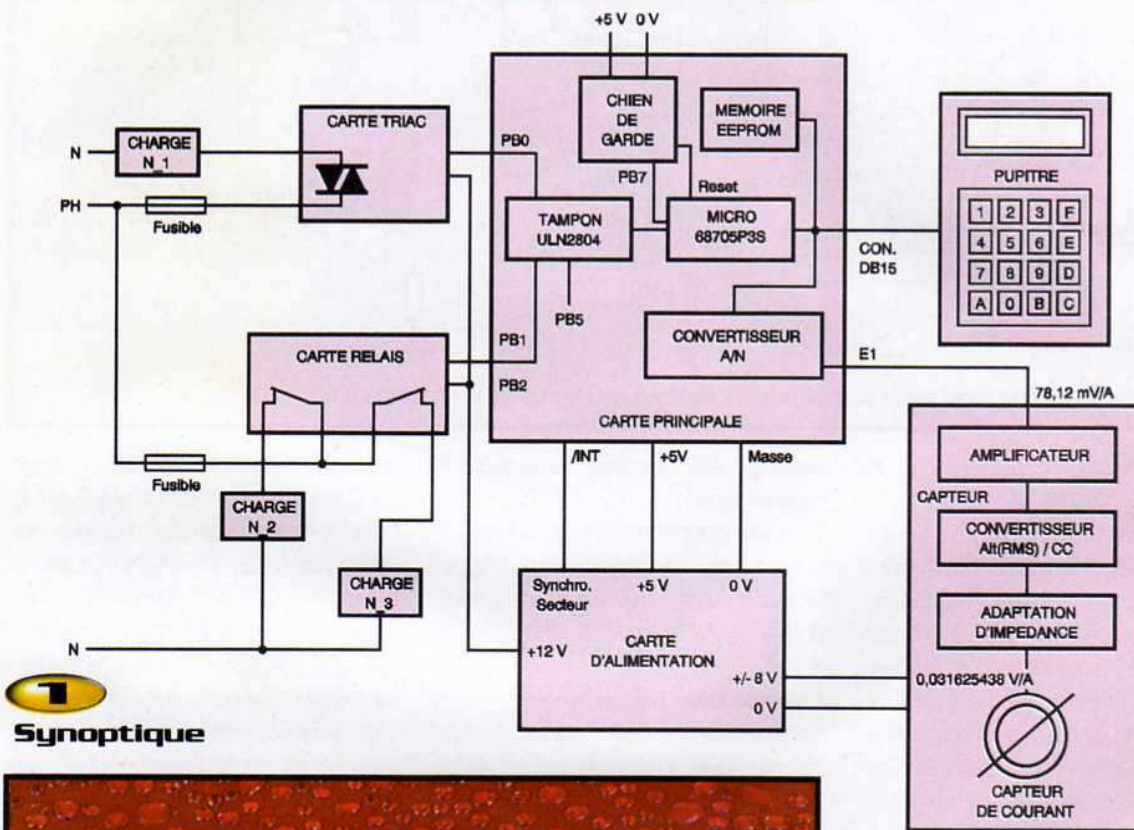 +5 V 0 V
CHIEN
DE
GARDE
MEMOIRE
EEPROM
CARTE TRIAC
PB0
N
CHARGE
N_1
PH
Fusible
PB7
Reset
TAMPON
ULN2804
MICRO
68705P3S
PUPITRE
1 2 3 F
4 5 6 E
7 8 9 D
A 0 B C
CON.
DB15
PB5
CONVERTISSEUR
A/N
E1
PB1
PB2
CARTE RELAIS
CARTE PRINCIPALE
78,12 mV/A
/INT +5V Masse
Fusible
CHARGE
N_2
CHARGE
N_3
N
AMPLIFICATEUR
CAPTEUR
CONVERTISSEUR
Alt(RMS) / CC
ADAPTATION
D'IMPEDANCE
Synchro.
Secteur
+5 V 0 V
+12 V
CARTE
D'ALIMENTATION
+/- 8 V
0 V
0,031625438 V/A
CAPTEUR
DE COURANT
1
Synoptique